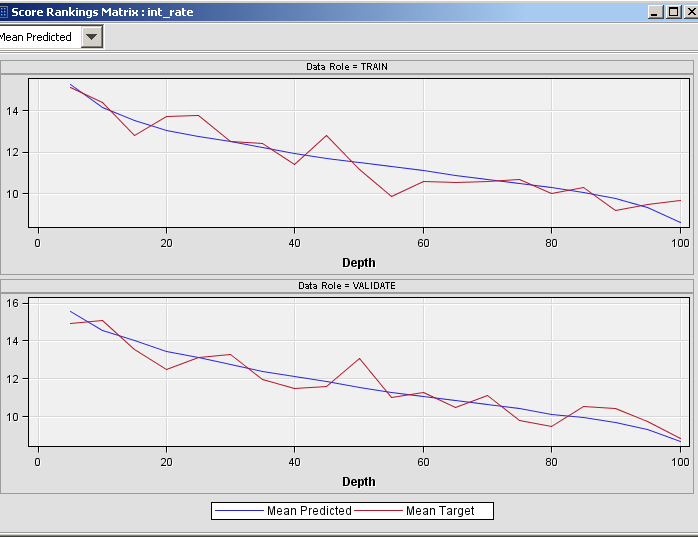 Score Rankings Matrix : int_rate
Mean Predicted
Data Role = TRAIN
14
12
10
0 20 40 60 80 100
Depth
Data Role = VALIDATE
16
14
12
10
0 20 40 60 80 100
Depth
Mean Predicted Mean Target